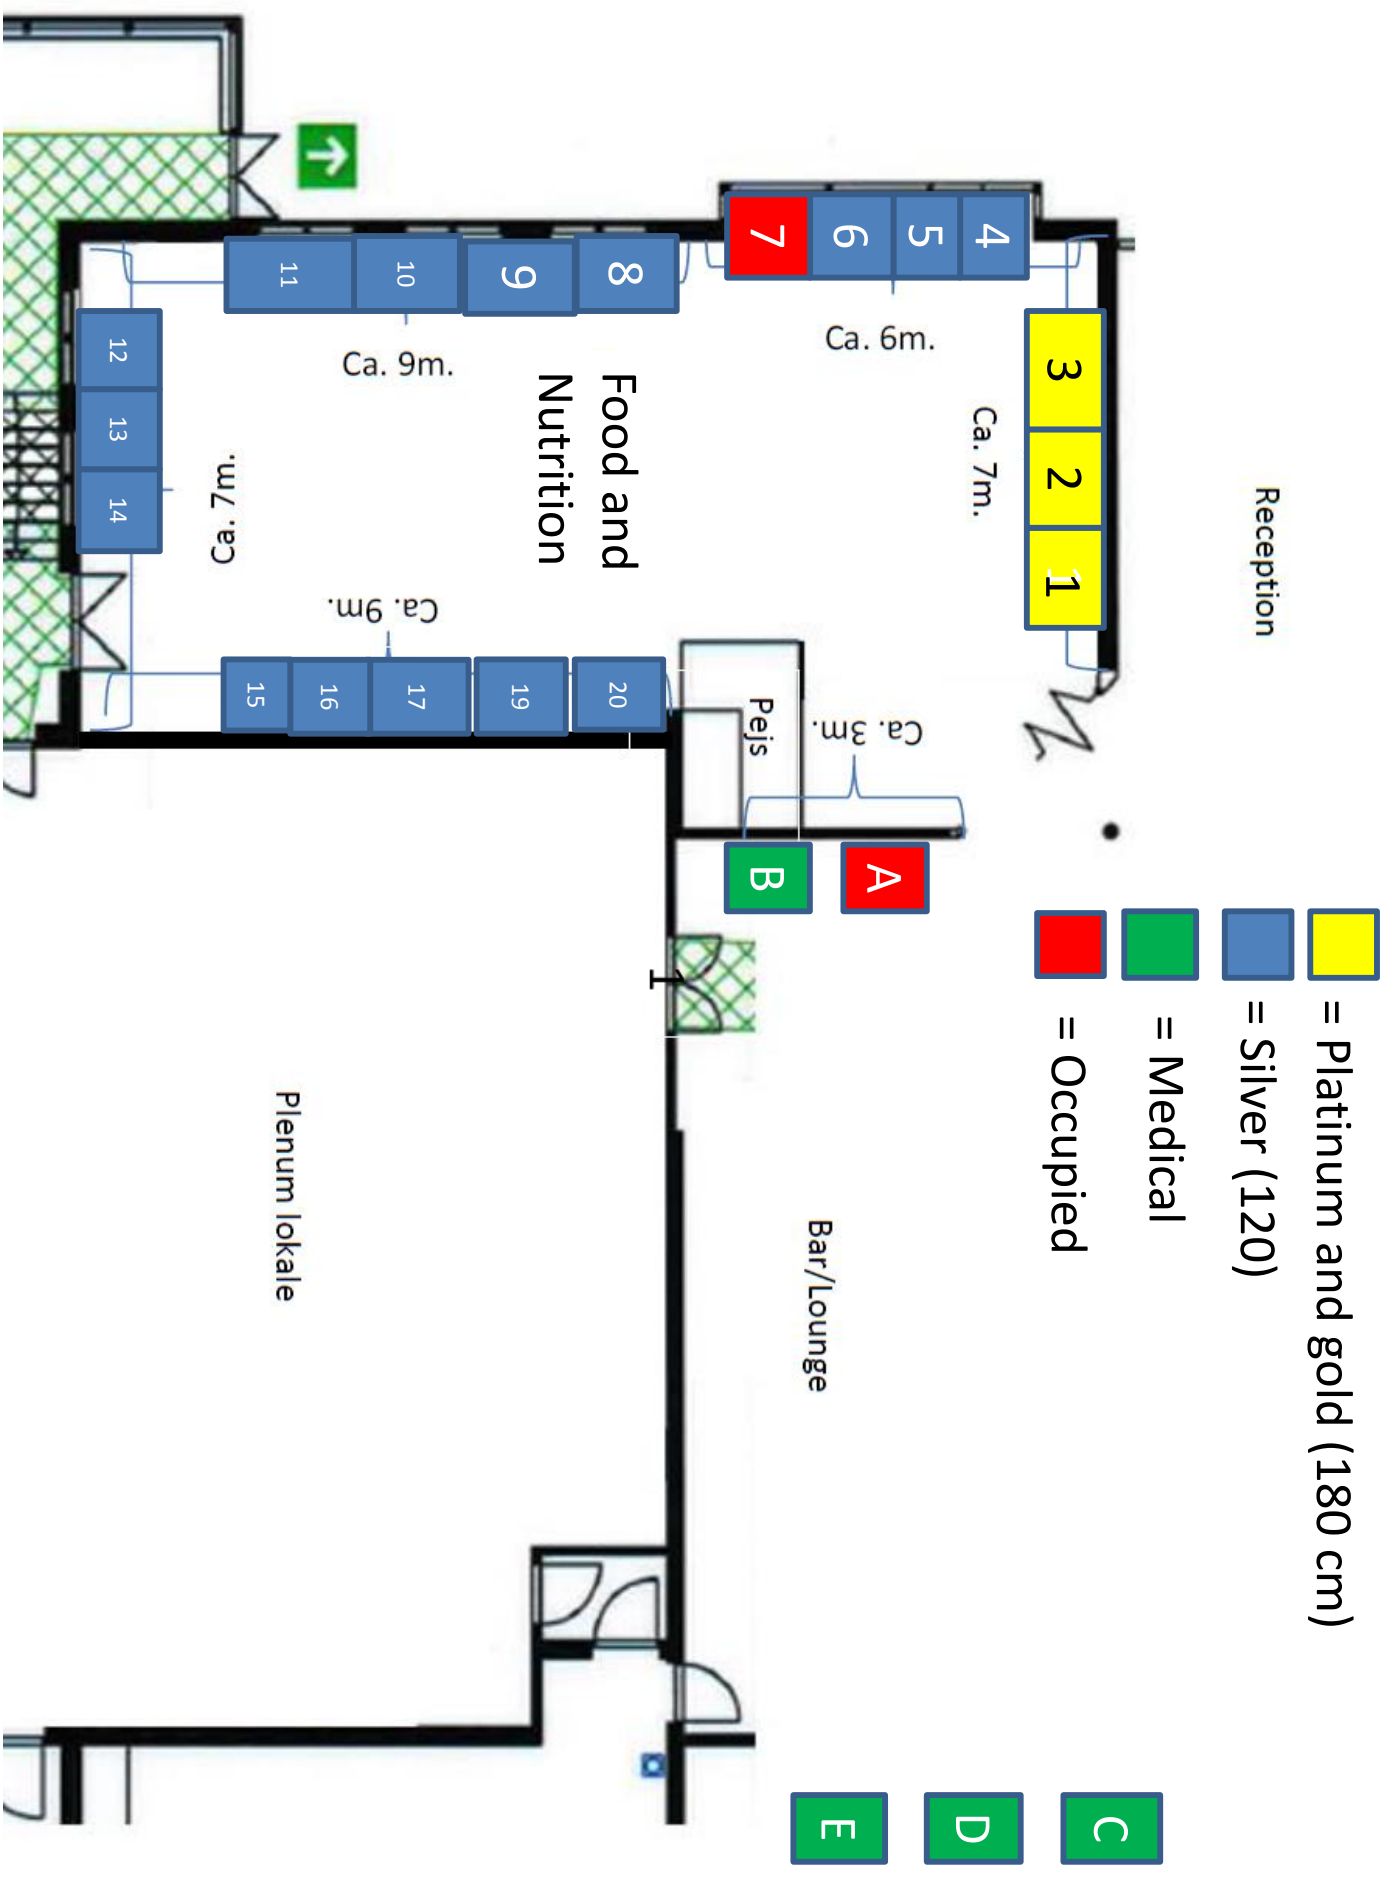 Reception
= Platinum and gold (180 cm)
= Silver (120)
= Medical
= Occupied
3
2
1
Ca. 7m.
4
5
6
7
Ca. 6m.
8
9
10
11
Ca. 9m.
Food and
Nutrition
12
13
14
Ca. 7m.
15
16
17
19
20
Ca. 9m.
Pejs
Ca. 3m.
A
B
1
Bar/Lounge
Plenum lokale
C
D
E